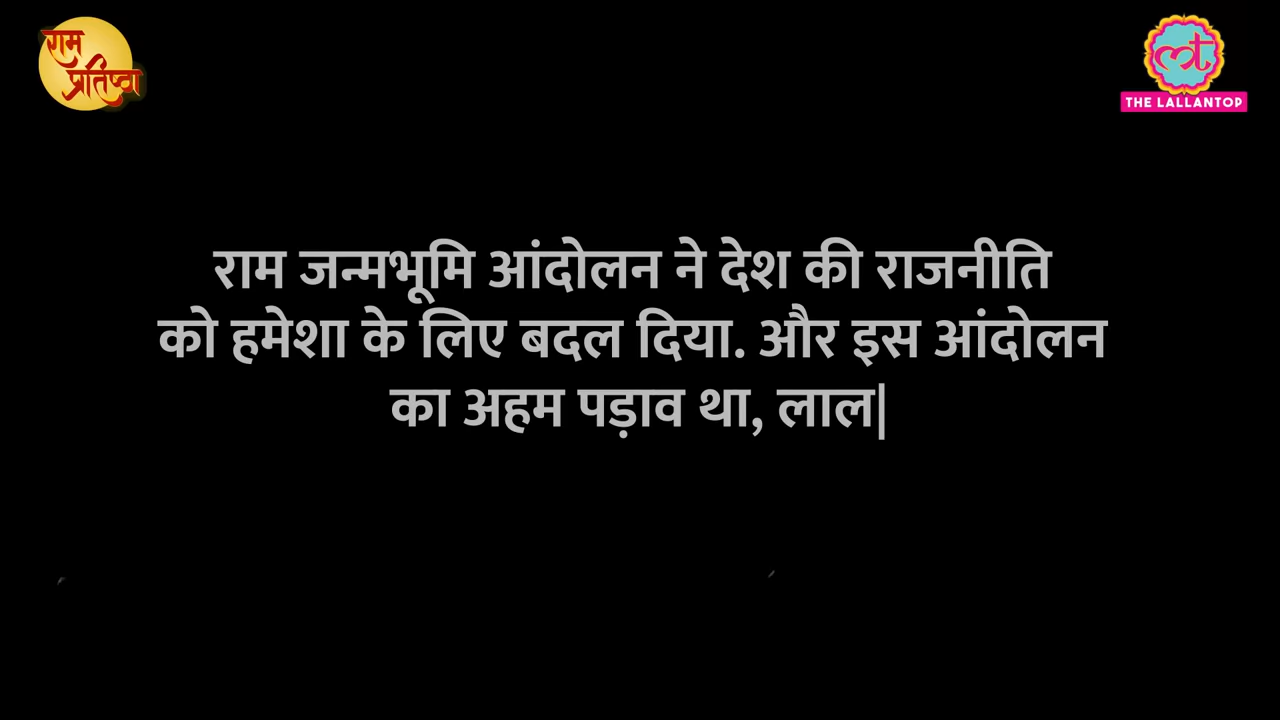 राम
प्रतिष्ठा
THE LALLANTOP
राम जन्मभूमि आंदोलन ने देश की राजनीति
को हमेशा के लिए बदल दिया. और इस आंदोलन
का अहम पड़ाव था, लाल|